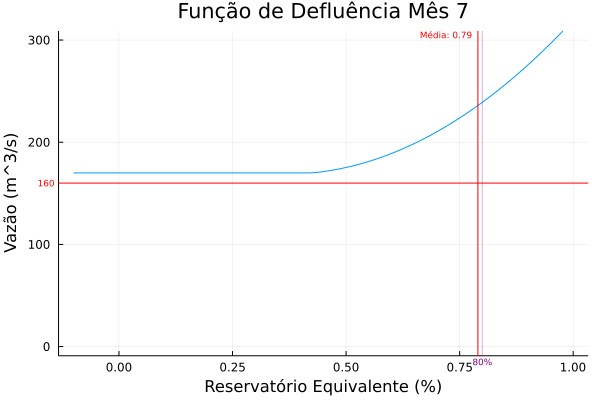 Função de Defluência Mês 7
Média: 0.79
300
200
160
100
0
Vazão (m^3/s)
0.00
0.25
0.50
0.75
80%
1.00
Reservatório Equivalente (%)